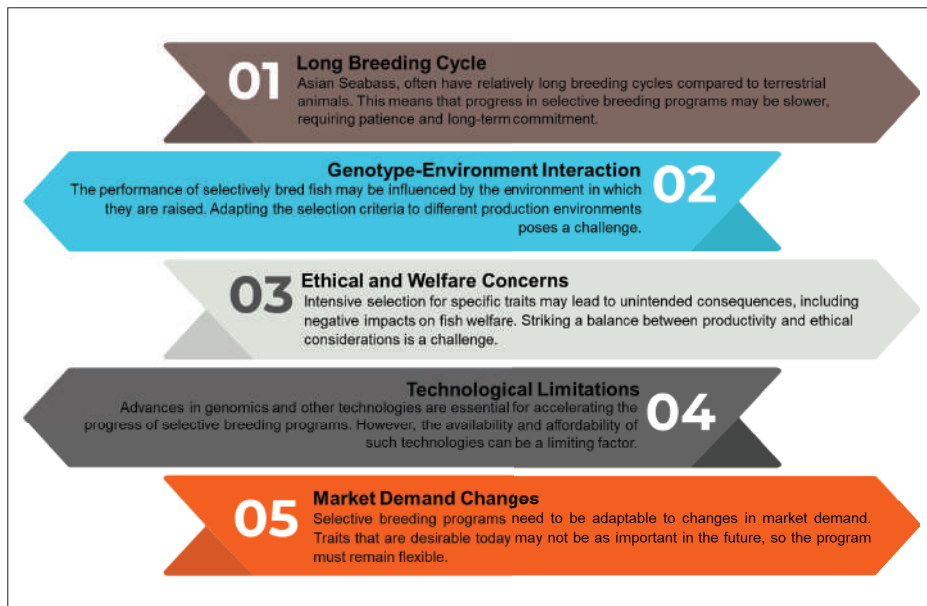 01
Long Breeding Cycle
Asian Seabass, often have relatively long breeding cycles compared to terrestrial
animals. This means that progress in selective breeding programs may be slower,
requiring patience and long-term commitment.
Genotype-Environment Interaction
02
The performance of selectively bred fish may be influenced by the environment in which
they are raised. Adapting the selection criteria to different production environments
poses a challenge.
03
Ethical and Welfare Concerns
Intensive selection for specific traits may lead to unintended consequences, including
negative impacts on fish welfare. Striking a balance between productivity and ethical
considerations is a challenge.
Technological Limitations
04
Advances in genomics and other technologies are essential for accelerating the
progress of selective breeding programs. However, the availability and affordability of
such technologies can be a limiting factor.
05
Market Demand Changes
Selective breeding programs need to be adaptable to changes in market demand.
Traits that are desirable today may not be as important in the future, so the program
must remain flexible.